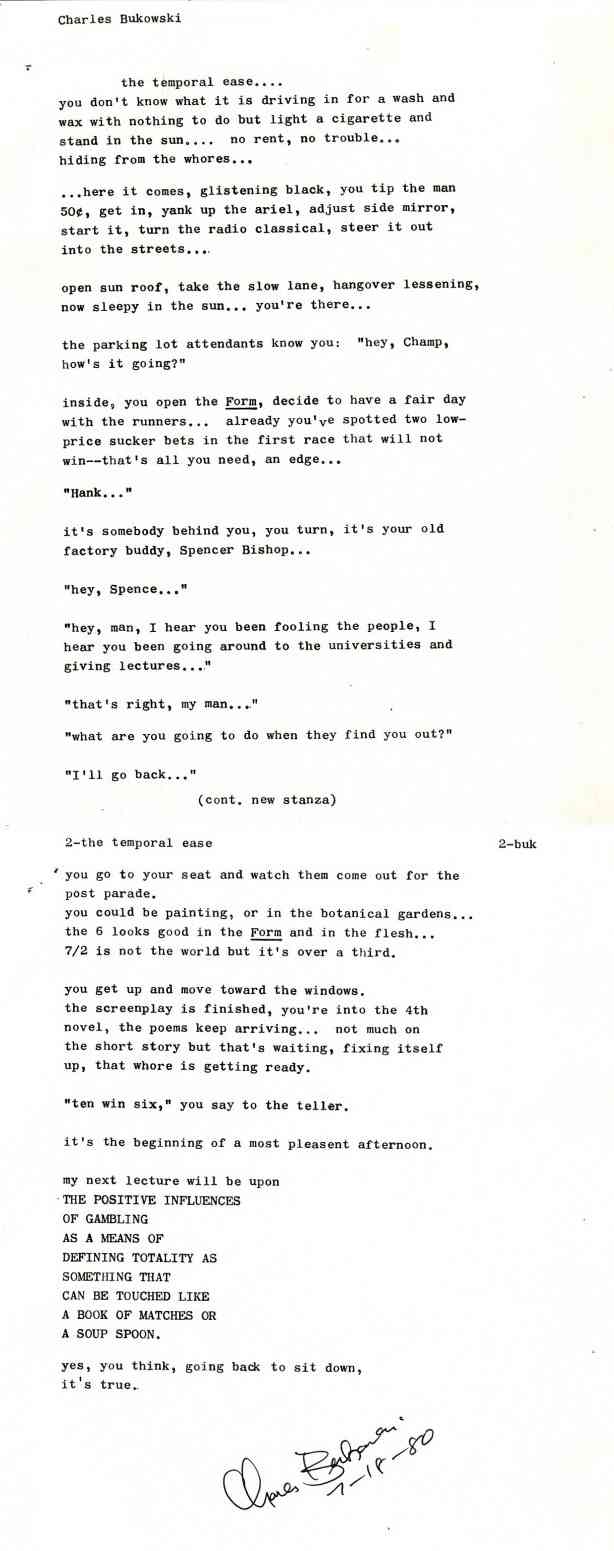 Charles Bukowski
the temporal ease....
you don't know what it is driving in for a wash and
wax with nothing to do but light a cigarette and
stand in the sun.... no rent, no trouble...
hiding from the whores...
...here it comes, glistening black, you tip the man
50¢, get in, yank up the ariel, adjust side mirror,
start it, turn the radio classical, steer it out
into the streets...
open sun roof, take the slow lane, hangover lessening,
now sleepy in the sun... you're there...
the parking lot attendants know you: "hey, Champ,
how's it going?"
inside, you open the Form, decide to have a fair day
with the runners... already you've spotted two low-
price sucker bets in the first race that will not
win--that's all you need, an edge...
"Hank..."
it's somebody behind you, you turn, it's your old
factory buddy, Spencer Bishop...
"hey, Spence..."
"hey, man, I hear you been fooling the people, I
hear you been going around to the universities and
giving lectures..."
"that's right, my man..."
"what are you going to do when they find you out?"
"I'll go back..."
(cont. new stanza)
2-the temporal ease 2-buk
you go to your seat and watch them come out for the
post parade.
you could be painting, or in the botanical gardens...
the 6 looks good in the Form and in the flesh...
7/2 is not the world but it's over a third.
you get up and move toward the windows.
the screenplay is finished, you're into the 4th
novel, the poems keep arriving... not much on
the short story but that's waiting, fixing itself
up, that whore is getting ready.
"ten win six," you say to the teller.
it's the beginning of a most pleasent afternoon.
my next lecture will be upon
THE POSITIVE INFLUENCES
OF GAMBLING
AS A MEANS OF
DEFINING TOTALITY AS
SOMETHING THAT
CAN BE TOUCHED LIKE
A BOOK OF MATCHES OR
A SOUP SPOON.
yes, you think, going back to sit down,
it's true.
Charles Bukowski
1-18-80